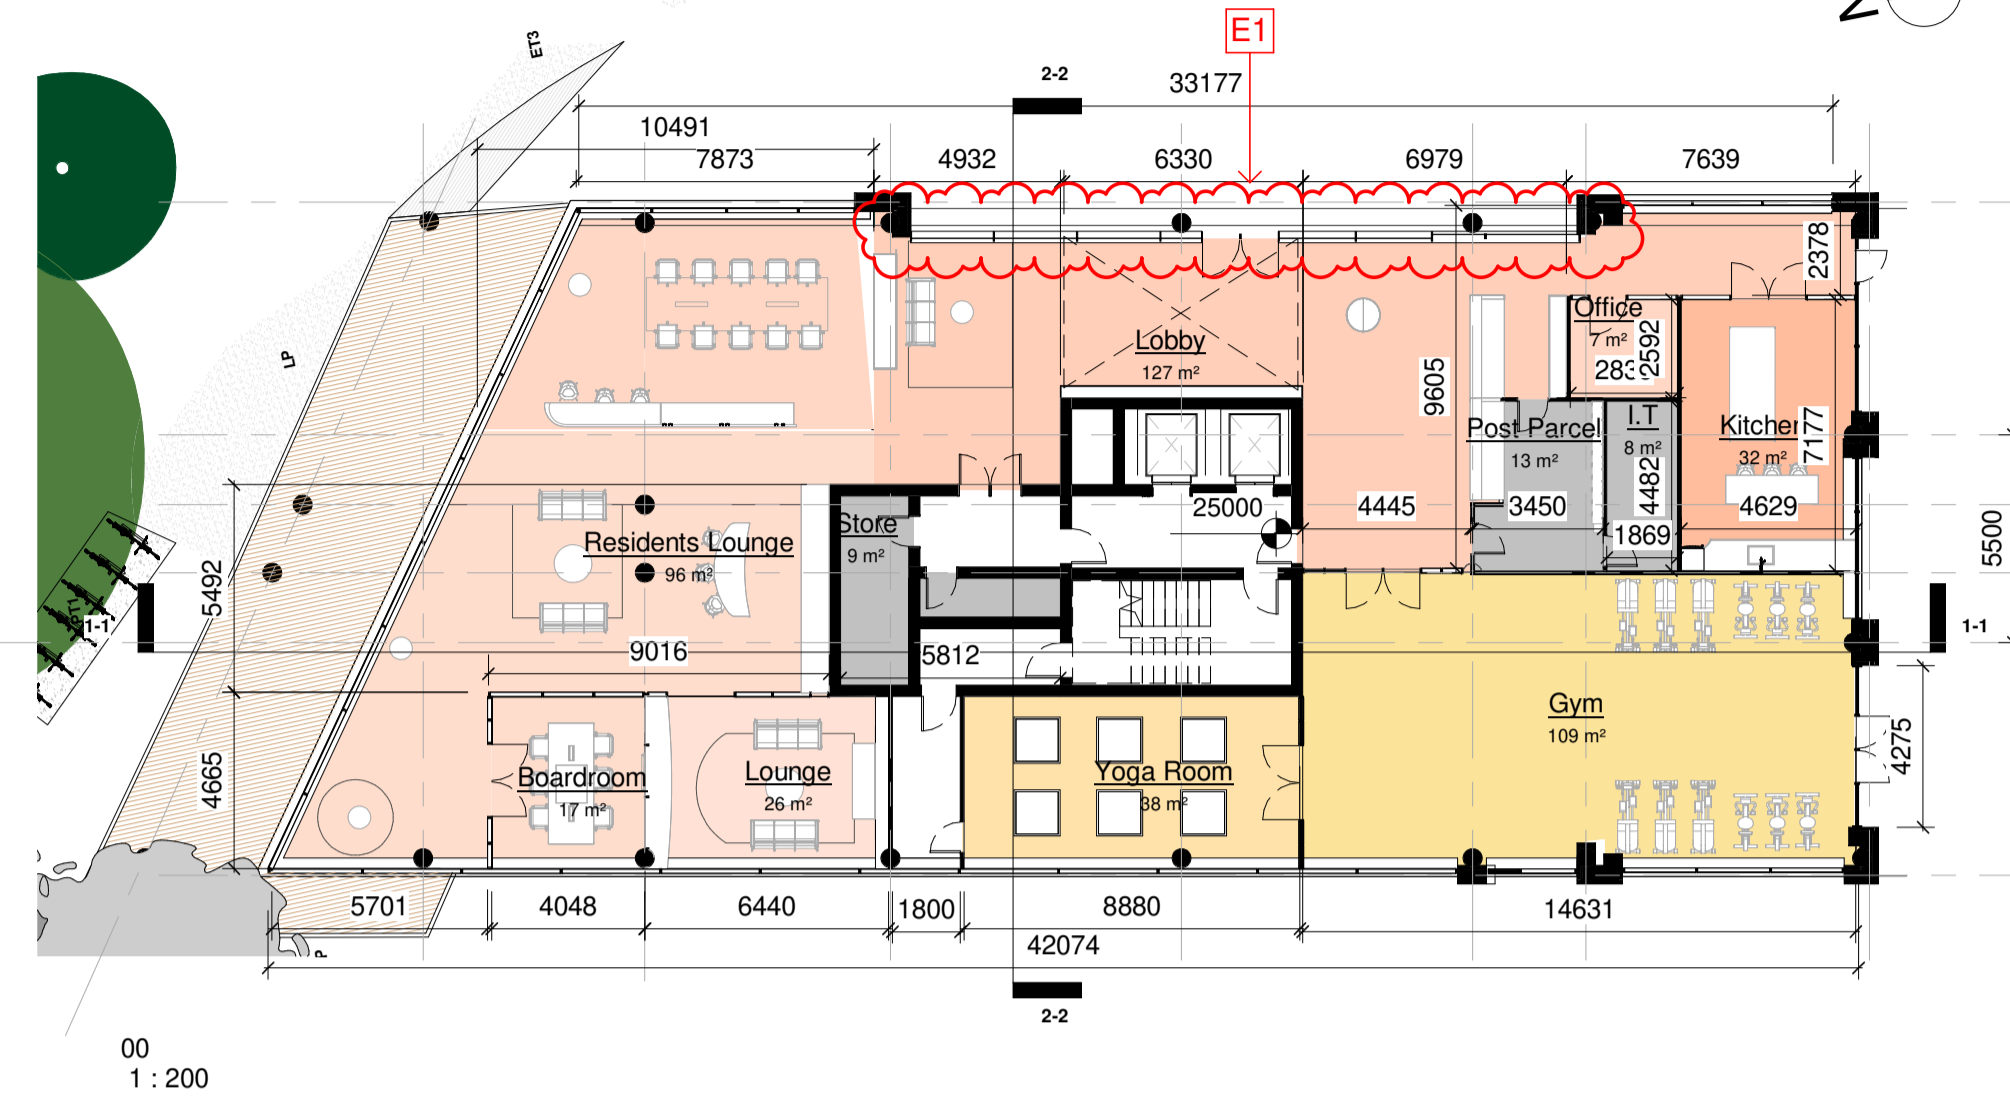 E1
ET3
2-2
33177
10491
7873
4932
6330
6979
7639
2378
LP
Office
7 m²
2592
Lobby
127 m²
9605
Post Parcel
13 m²
I.T
8 m²
4482
Kitchen
32 m²
7177
25000
4445
3450
1869
4629
5500
Store
9 m²
Residents Lounge
96 m²
5492
1-1
1-1
9016
5812
Gym
109 m²
4275
4665
Boardroom
17 m²
Lounge
26 m²
Yoga Room
38 m²
5701
4048
6440
1800
8880
14631
42074
2-2
00
1 : 200